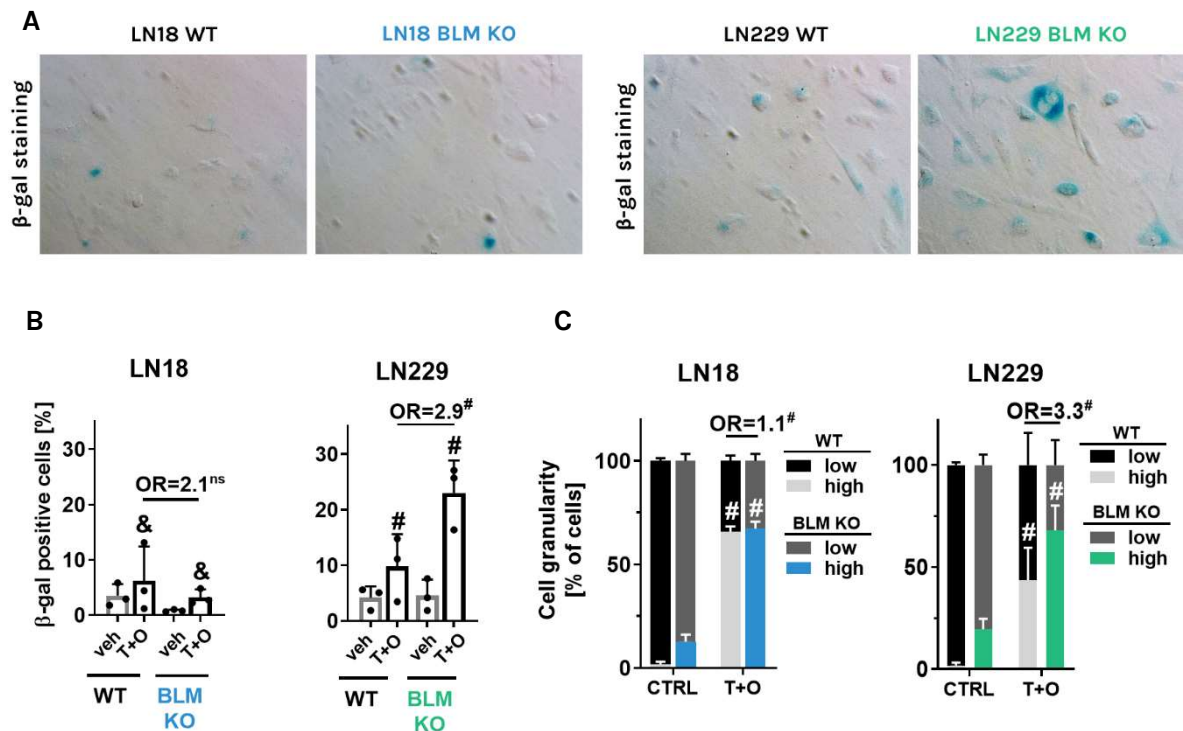 A
LN18 WT
LN18 BLM KO
LN229 WT
LN229 BLM KO
β-gal staining
β-gal staining
B
LN18
β-gal positive cells [%]
30
20
10
0
OR=2.1ns
&
&
veh
T+O
veh
T+O
WT
BLM
KO
LN229
30
20
10
0
OR=2.9#
#
#
veh
T+O
veh
T+O
WT
BLM
KO
C
LN18
Cell granularity
[% of cells]
100
50
0
OR=1.1#
#
#
CTRL
T+O
WT
low
high
BLM KO
low
high
LN229
100
50
0
OR=3.3#
#
#
CTRL
T+O
WT
low
high
BLM KO
low
high